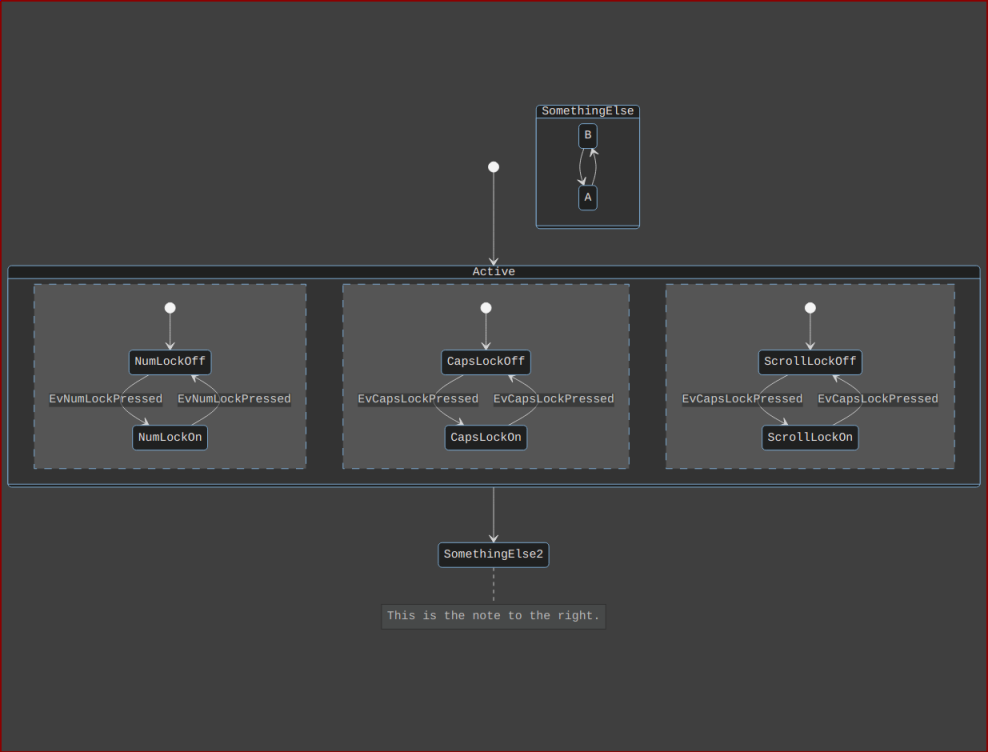 SomethingElse
B
A
Active
NumLockOff
EvNumLockPressed EvNumLockPressed
NumLockOn
CapsLockOff
EvCapsLockPressed EvCapsLockPressed
CapsLockOn
ScrollLockOff
EvCapsLockPressed EvCapsLockPressed
ScrollLockOn
SomethingElse2
This is the note to the right.